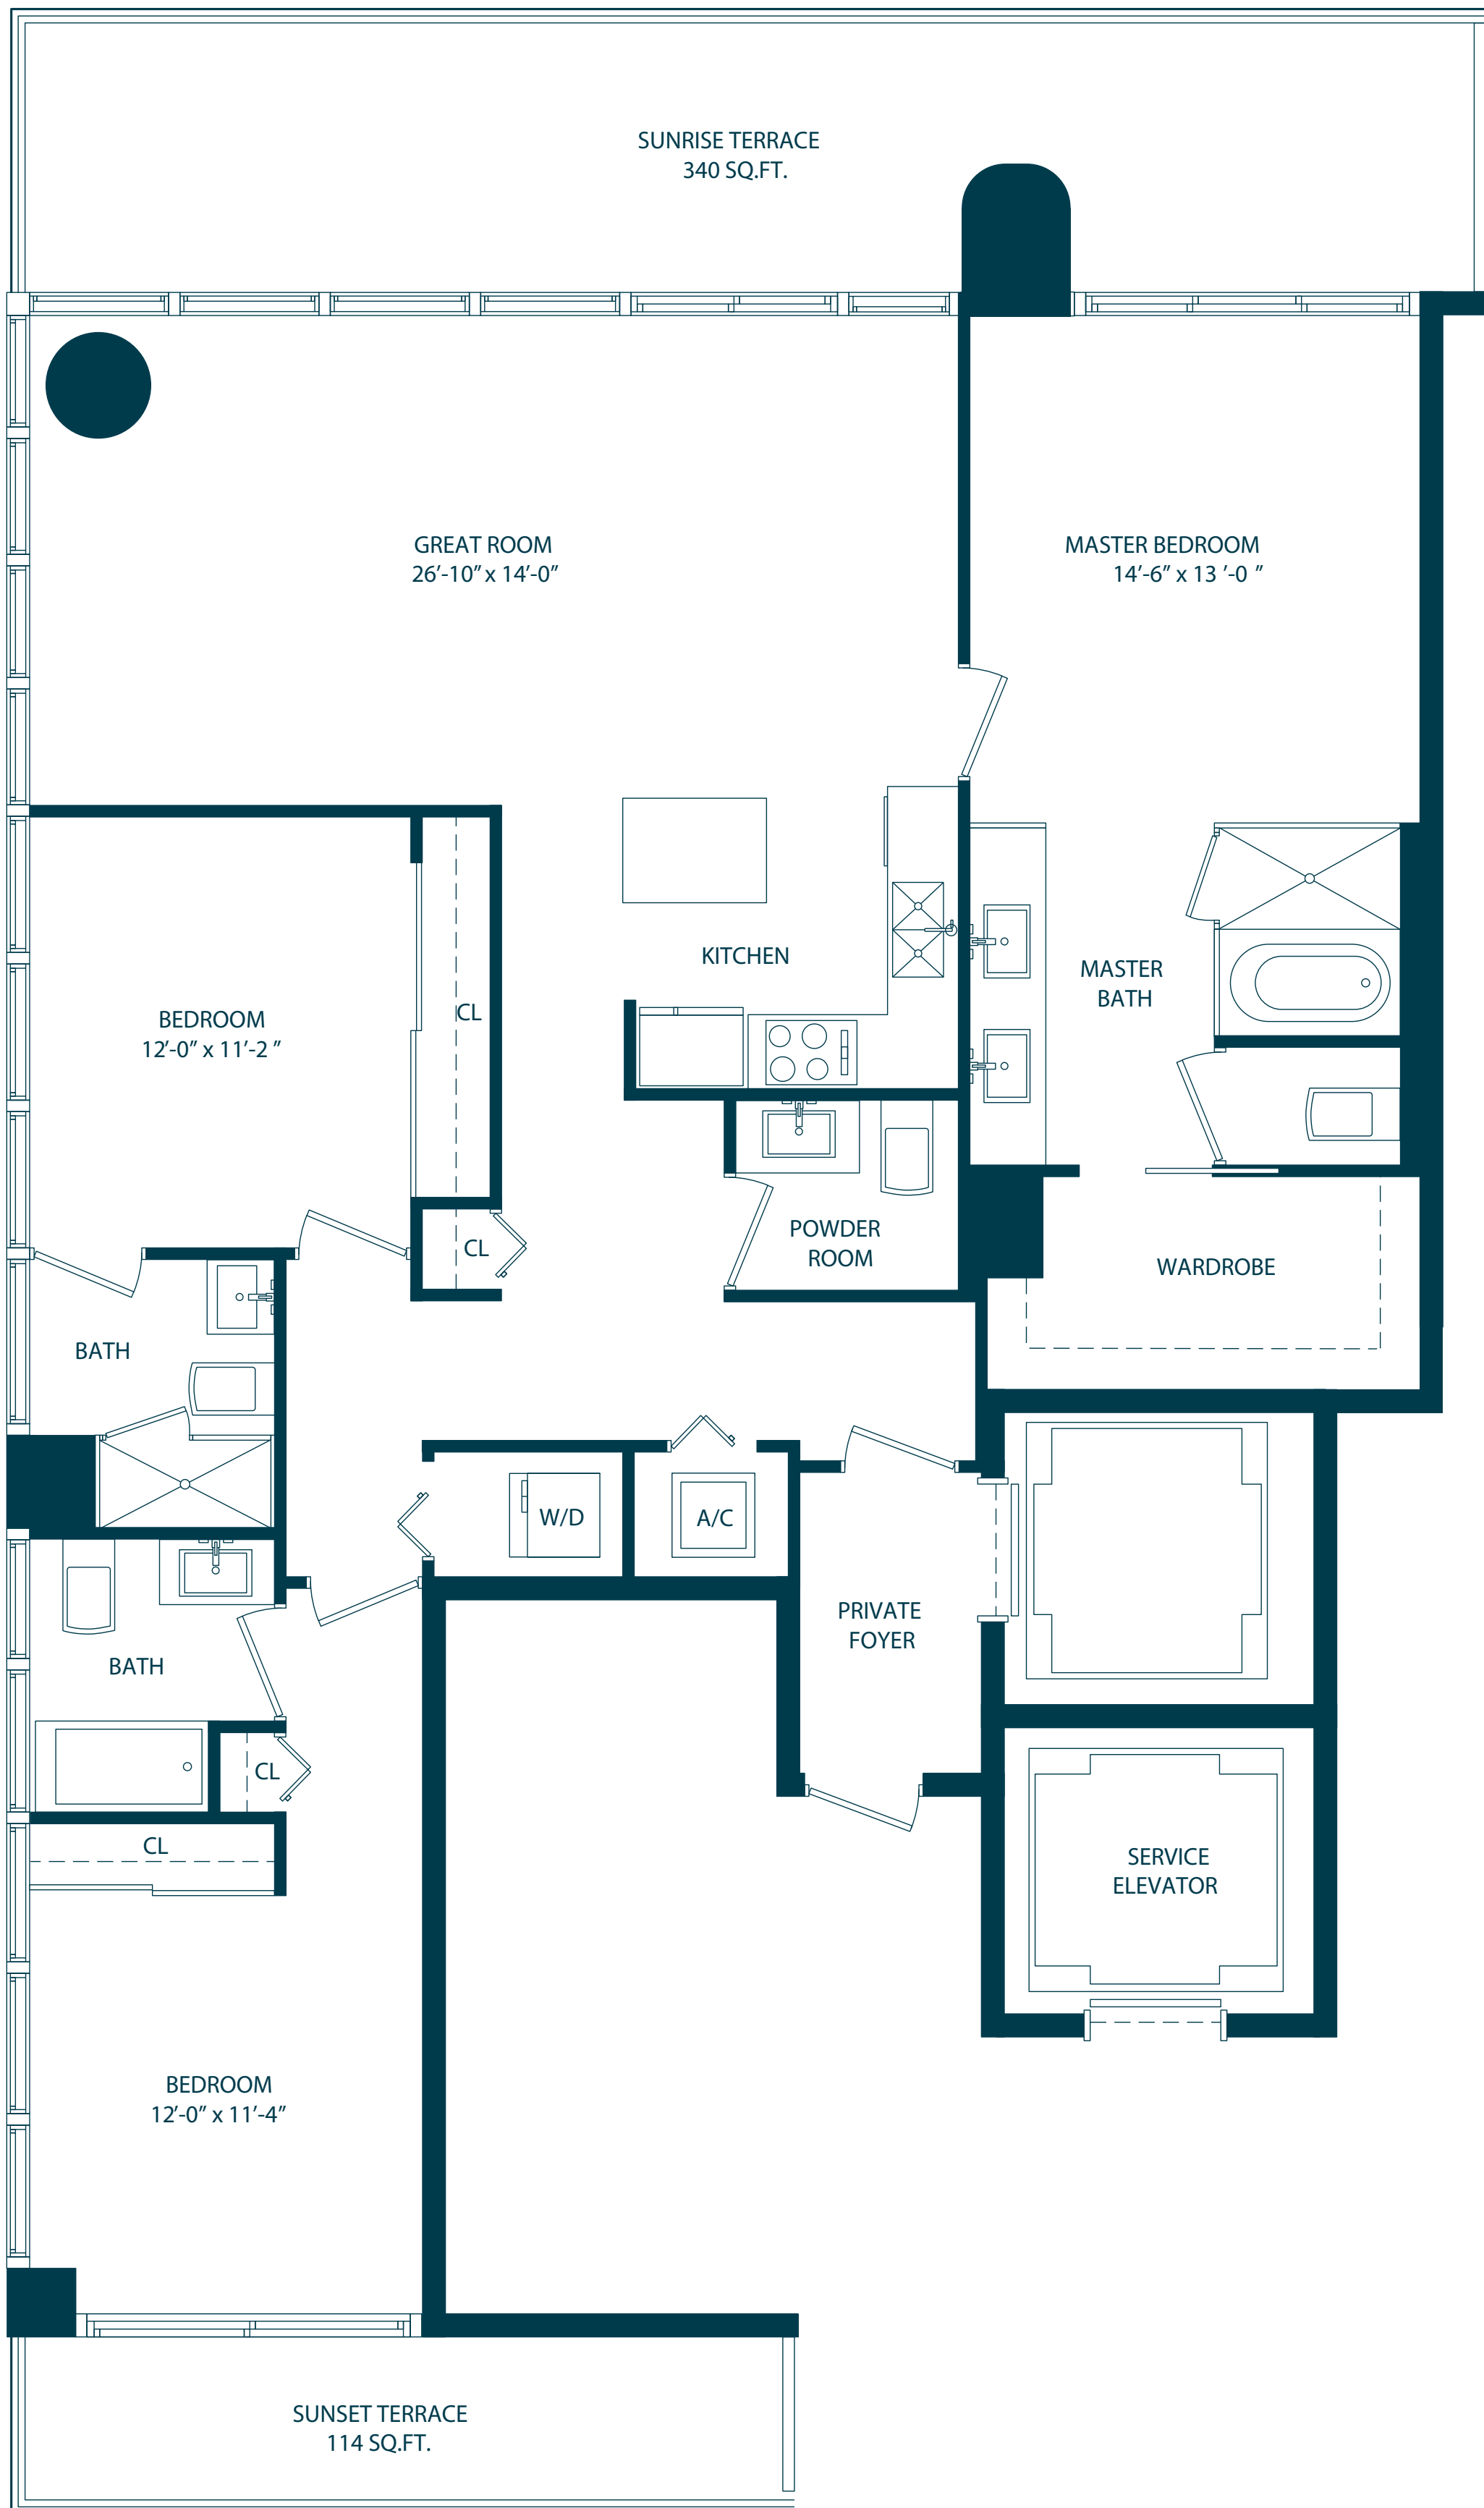 SUNRISE TERRACE
340 SQ.FT.
GREAT ROOM
26’-10” x 14’-0”
MASTER BEDROOM
14’-6” x 13 ’-0 ”
KITCHEN
MASTER
BATH
BEDROOM
12’-0” x 11’-2 ”
CL
CL
POWDER
ROOM
WARDROBE
BATH
W/D
A/C
PRIVATE
FOYER
BATH
CL
CL
SERVICE
ELEVATOR
BEDROOM
12’-0” x 11’-4”
SUNSET TERRACE
114 SQ.FT.